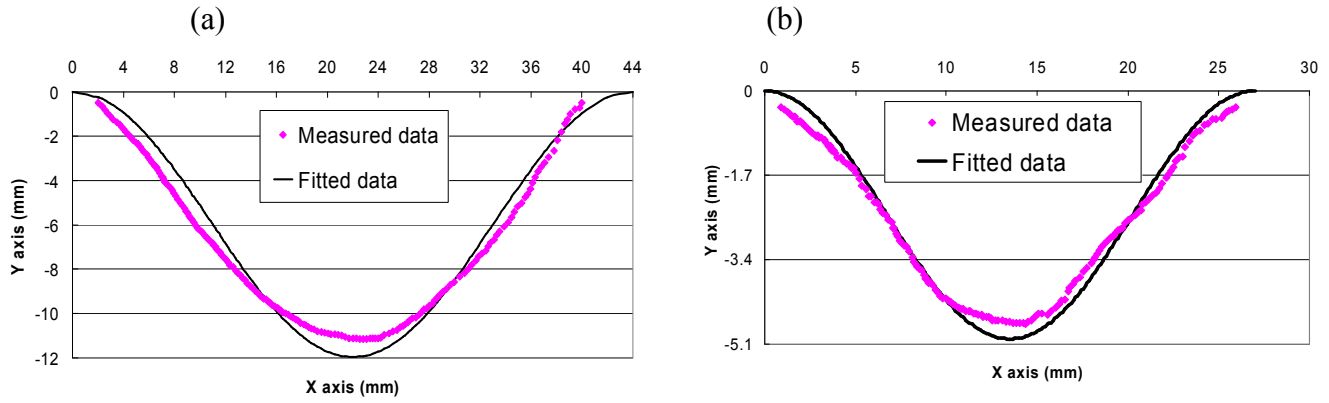 (a)
0 4 8 12 16 20 24 28 32 36 40 44
0
-2
-4
-6
-8
-10
-12
Measured data
Fitted data
Y axis (mm)
X axis (mm)
(b)
0 5 10 15 20 25 30
0
-1.7
-3.4
-5.1
Measured data
Fitted data
Y axis (mm)
X axis (mm)